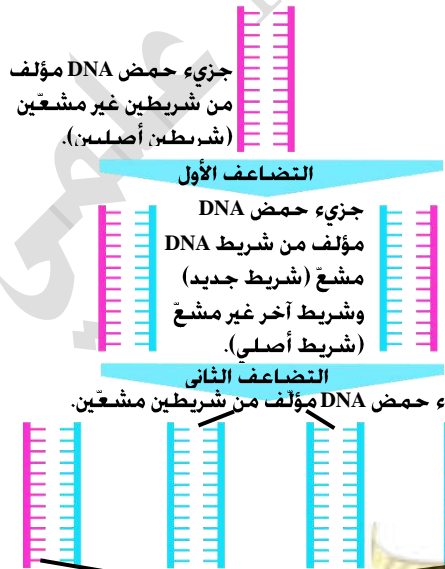 جزيء حمض DNA مؤلف
من شريطين غير مشعّين
(شريطين أصليين).
التضاعف الأول
جزيء حمض DNA
مؤلف من شريط DNA
مشعّ (شريط جديد)
وشريط آخر غير مشعّ
(شريط أصلي).
التضاعف الثاني
ء حمض DNA مؤلّف من شريطين مشعّين.
علمي